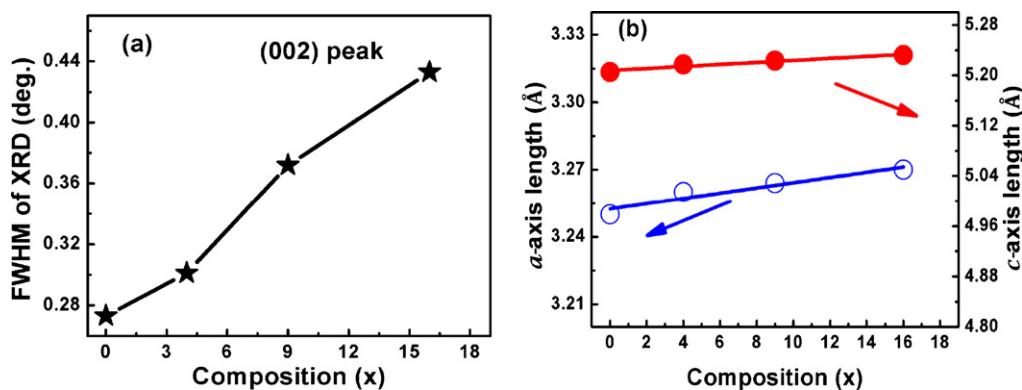 (a)
(002) peak
FWHM of XRD (deg.)
0.44
0.40
0.36
0.32
0.28
0 3 6 9 12 15 18
Composition (x)
(b)
a-axis length (Å)
3.33
3.30
3.27
3.24
3.21
0 2 4 6 8 10 12 14 16 18
Composition (x)
5.28
5.20
5.12
5.04
4.96
4.88
4.80
c-axis length (Å)